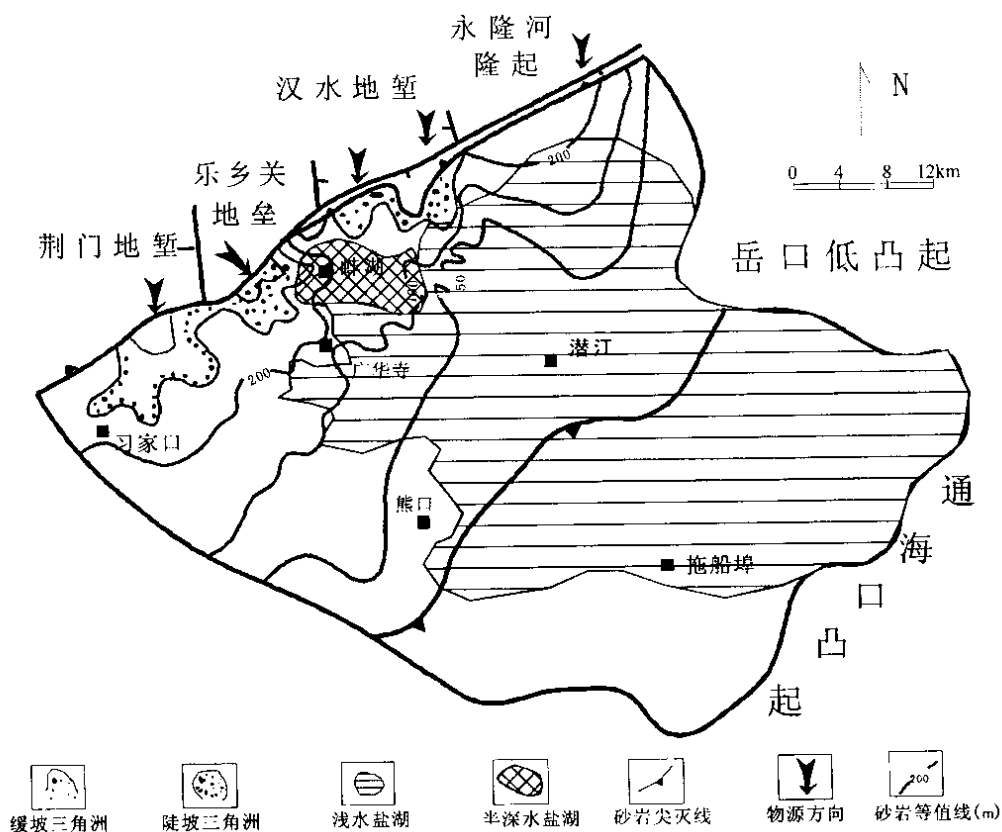 永隆河
隆起
汉水地堑
N
0 4 8 12km
乐乡关
地垒
荆门地堑
岳口低凸起
200
50
潜江
广华寺
200
习家口
熊口
拖船埠
通海口凸起
200
缓坡三角洲
陡坡三角洲
浅水盐湖
半深水盐湖
砂岩尖灭线
物源方向
砂岩等值线(m)